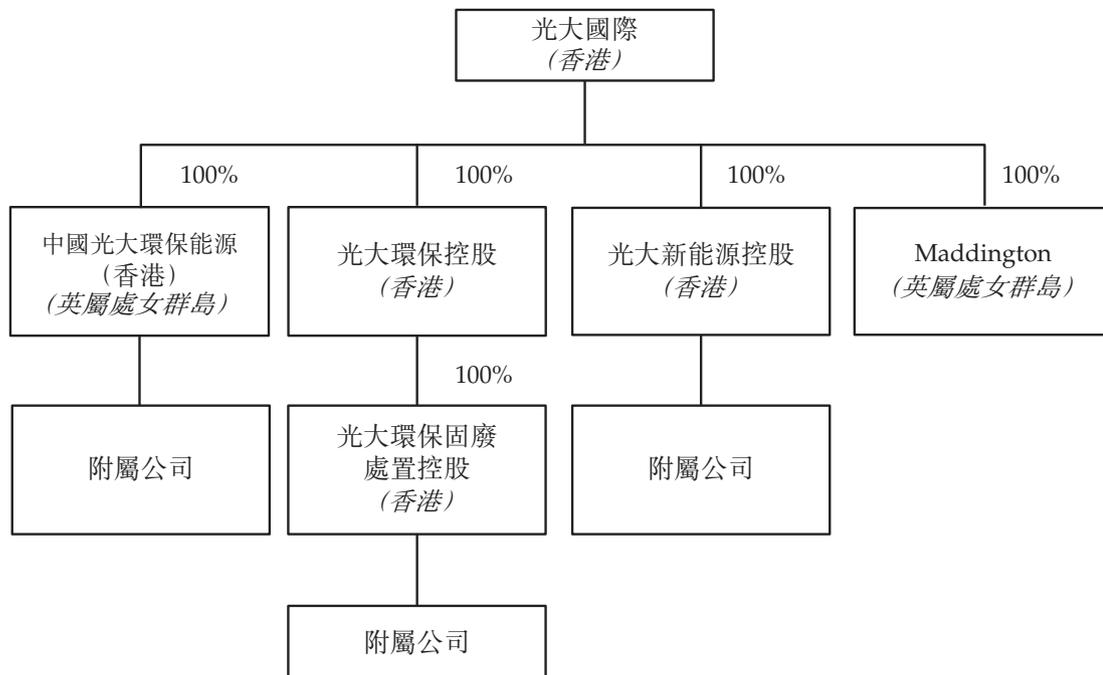 光大國際
（香港）
100%
100%
100%
100%
中國光大環保能源
（香港）
（英屬處女群島）
光大環保控股
（香港）
光大新能源控股
（香港）
Maddington
（英屬處女群島）
100%
附屬公司
光大環保固廢
處置控股
（香港）
附屬公司
附屬公司